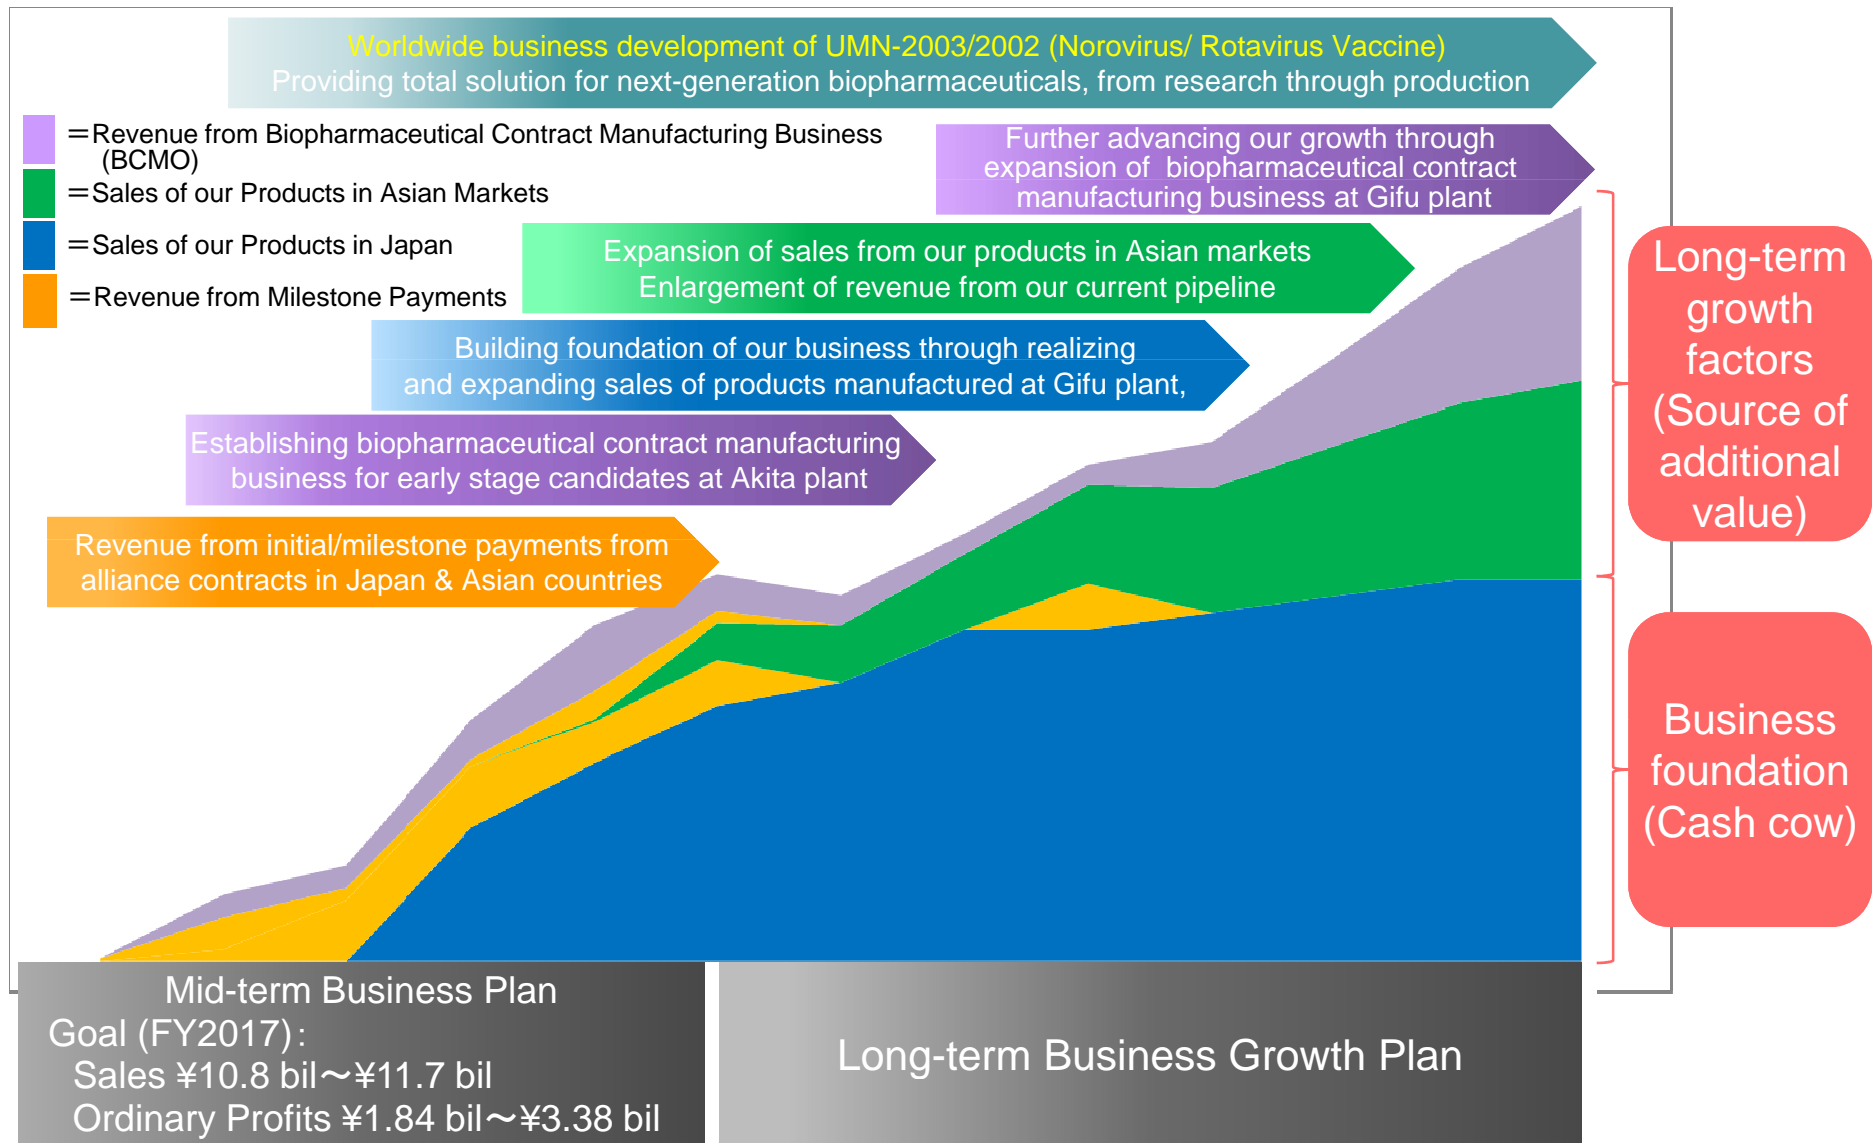 Worldwide business development of UMN-2003/2002 (Norovirus/ Rotavirus Vaccine)
Providing total solution for next-generation biopharmaceuticals, from research through production
＝Revenue from Biopharmaceutical Contract Manufacturing Business
(BCMO)
＝Sales of our Products in Asian Markets
＝Sales of our Products in Japan
＝Revenue from Milestone Payments
Further advancing our growth through
expansion of biopharmaceutical contract
manufacturing business at Gifu plant
Expansion of sales from our products in Asian markets
Enlargement of revenue from our current pipeline
Building foundation of our business through realizing
and expanding sales of products manufactured at Gifu plant,
Establishing biopharmaceutical contract manufacturing
business for early stage candidates at Akita plant
Revenue from initial/milestone payments from
alliance contracts in Japan & Asian countries
Long-term
growth
factors
(Source of
additional
value)
Business
foundation
(Cash cow)
Mid-term Business Plan
Goal (FY2017)：
Sales ¥10.8 bil～¥11.7 bil
Ordinary Profits ¥1.84 bil～¥3.38 bil
Long-term Business Growth Plan